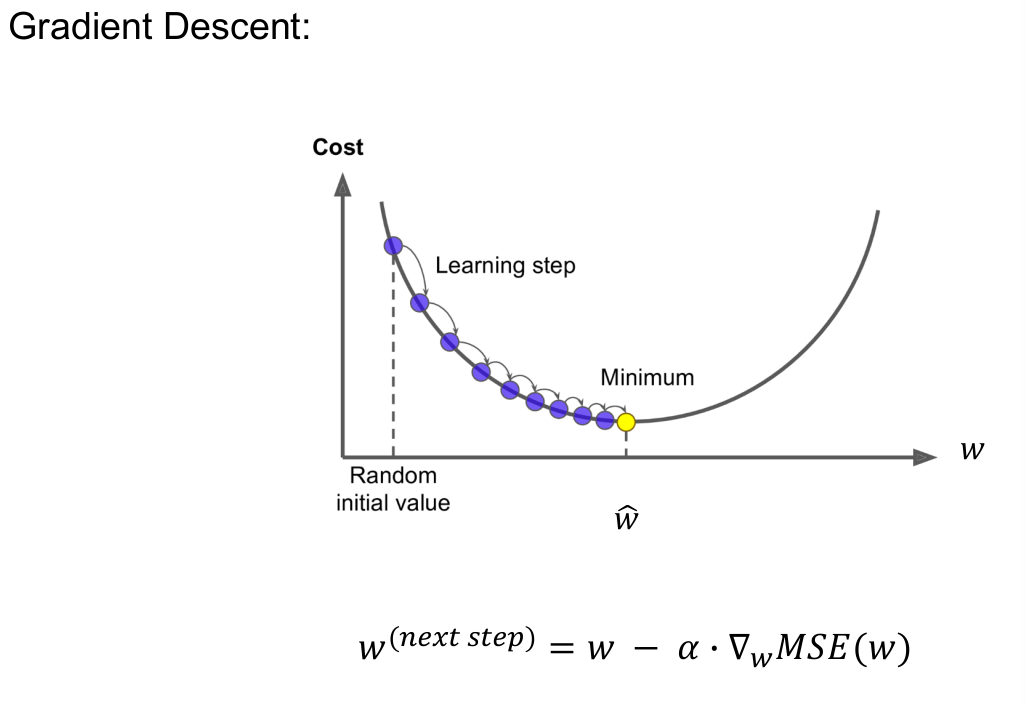 Gradient Descent:
Cost
Learning step
Minimum
w
Random
initial value
ŵ
w^(next step) = w − α · ∇_w MSE(w)